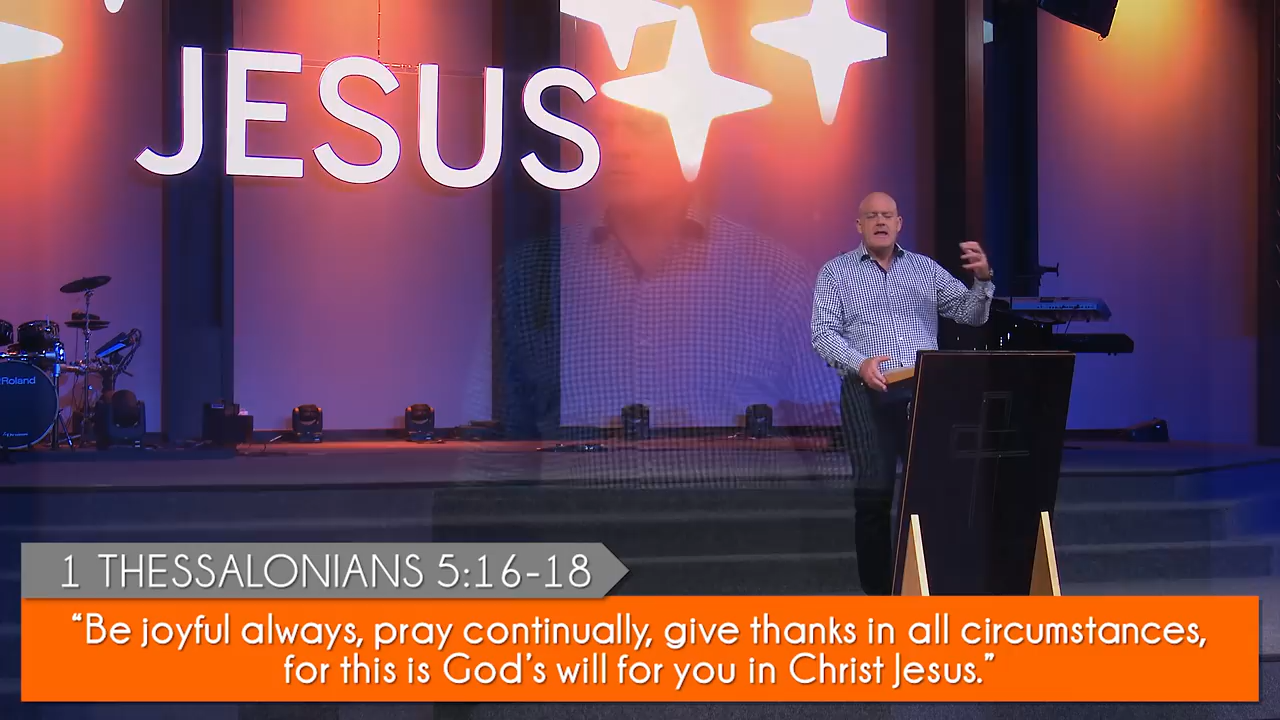 JESUS
Roland
1 THESSALONIANS 5:16-18
“Be joyful always, pray continually, give thanks in all circumstances,
for this is God’s will for you in Christ Jesus.”